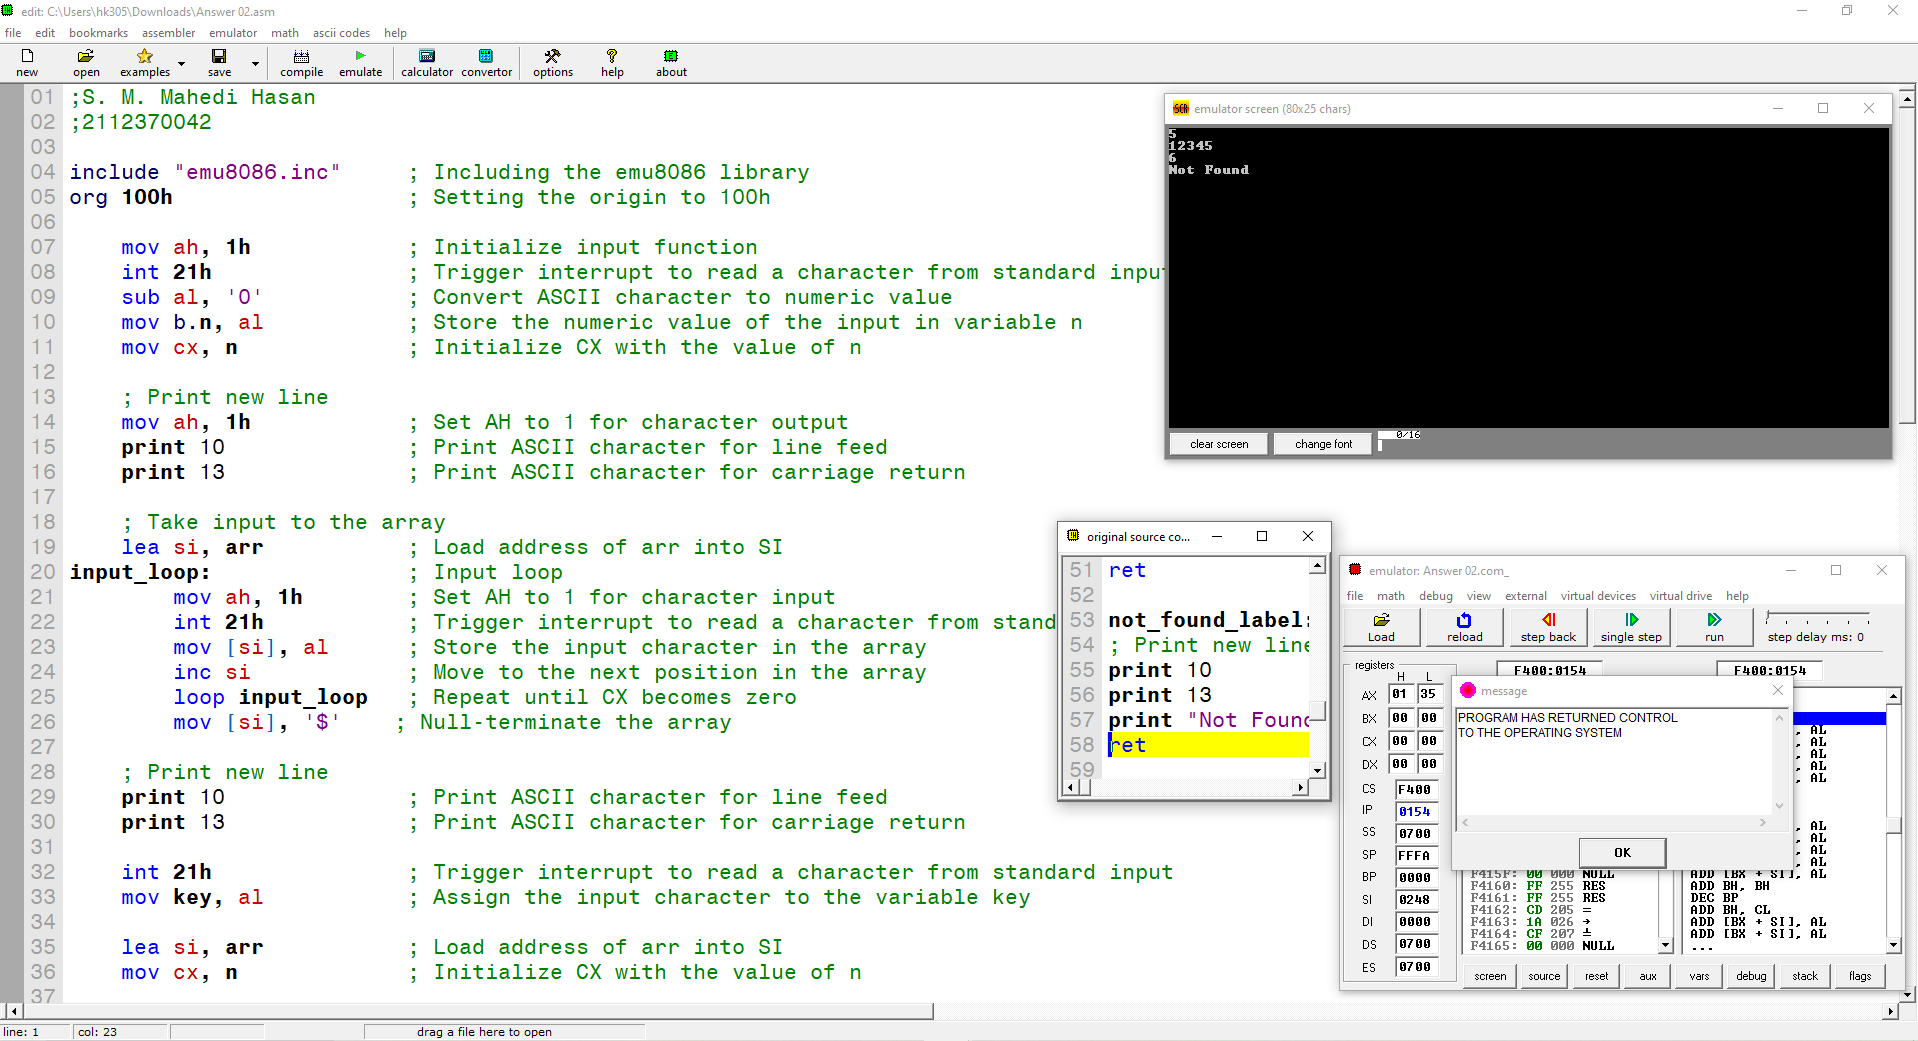 edit: C:\Users\hk305\Downloads\Answer 02.asm
file edit bookmarks assembler emulator math ascii codes help
new open examples save compile emulate calculator convertor options help about
01 ;S. M. Mahedi Hasan
02 ;2112370042
03
04 include "emu8086.inc" ; Including the emu8086 library
05 org 100h ; Setting the origin to 100h
06
07 mov ah, 1h ; Initialize input function
08 int 21h ; Trigger interrupt to read a character from standard inpu
09 sub al, '0' ; Convert ASCII character to numeric value
10 mov b.n, al ; Store the numeric value of the input in variable n
11 mov cx, n ; Initialize CX with the value of n
12
13 ; Print new line
14 mov ah, 1h ; Set AH to 1 for character output
15 print 10 ; Print ASCII character for line feed
16 print 13 ; Print ASCII character for carriage return
17
18 ; Take input to the array
19 lea si, arr ; Load address of arr into SI
20 input_loop: ; Input loop
21 mov ah, 1h ; Set AH to 1 for character input
22 int 21h ; Trigger interrupt to read a character from stand
23 mov [si], al ; Store the input character in the array
24 inc si ; Move to the next position in the array
25 loop input_loop ; Repeat until CX becomes zero
26 mov [si], '$' ; Null-terminate the array
27
28 ; Print new line
29 print 10 ; Print ASCII character for line feed
30 print 13 ; Print ASCII character for carriage return
31
32 int 21h ; Trigger interrupt to read a character from standard input
33 mov key, al ; Assign the input character to the variable key
34
35 lea si, arr ; Load address of arr into SI
36 mov cx, n ; Initialize CX with the value of n
37
line: 1 col: 23 drag a file here to open
emulator screen (80x25 chars)
5
12345
6
Not Found
clear screen change font 0/16
original source co...
51 ret
52
53 not_found_label:
54 ; Print new line
55 print 10
56 print 13
57 print "Not Found
58 ret
59
emulator: Answer 02.com_
file math debug view external virtual devices virtual drive help
Load reload step back single step run step delay ms: 0
registers F400:0154 F400:0154
H L
AX 01 35
BX 00 00
CX 00 00
DX 00 00
CS F400
IP 0154
SS 0700
SP FFFA
BP 0000
SI 0248
DI 0000
DS 0700
ES 0700
message
PROGRAM HAS RETURNED CONTROL
TO THE OPERATING SYSTEM
OK
, AL
, AL
, AL
, AL
, AL
, AL
, AL
, AL
, AL
F415F: 00 000 NULL ADD [BX + SI], AL
F4160: FF 255 RES ADD BH, BH
F4161: FF 255 RES DEC BP
F4162: CD 205 = ADD BH, CL
F4163: 1A 026 → ADD [BX + SI], AL
F4164: CF 207 ╧ ADD [BX + SI], AL
F4165: 00 000 NULL ...
screen source reset aux vars debug stack flags